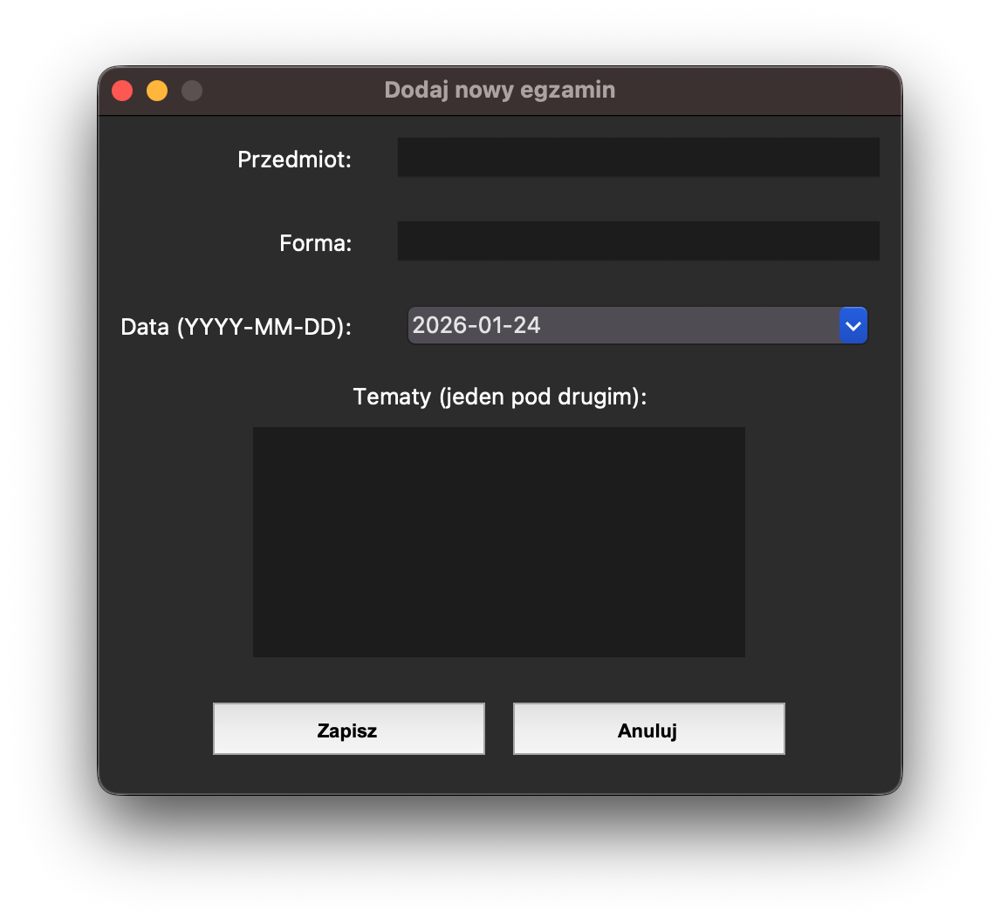 Dodaj nowy egzamin
Przedmiot:
Forma:
Data (YYYY-MM-DD): 2026-01-24
Tematy (jeden pod drugim):
Zapisz Anuluj